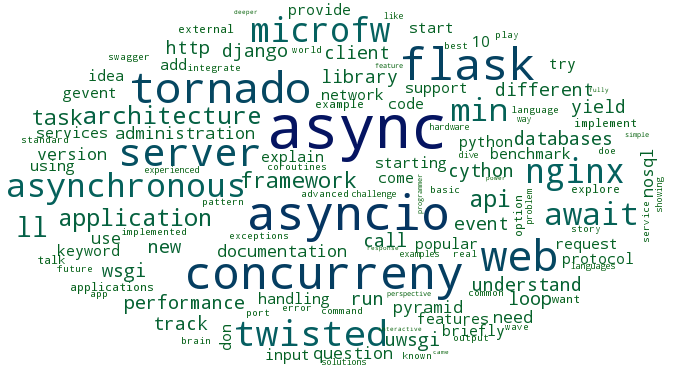 deeper
provide
like
external
microfw
start
http
django
world
client
10
play
swagger
add
integrate
best
try
feature
flask
idea
tornado
library
support
different
fully
gevent
network
code
language
yield
task
architecture
example
min
way
implement
async
hardware
services
administration
python
databases
simple
standard
server
explain
dive
benchmark
doe
version
coroutines
starting
cython
nginx
nosql
using
experienced
come
power
explore
showing
asynchronous
framework
advanced
challenge
basic
programmer
api
option
problem
pattern
asyncio
event
await
service
ll
application
call
popular
story
implemented
response
request
use
exceptions
keyword
new
documentation
examples
real
web
protocol
talk
concurreny
future
wsgi
languages
applications
understand
app
performance
handling
run
perspective
common
loop
want
pyramid
port
error
command
features
need
track
twisted
teractive
briefly
wave
brain
don
uwsgi
output
input
question
known
came
solutions